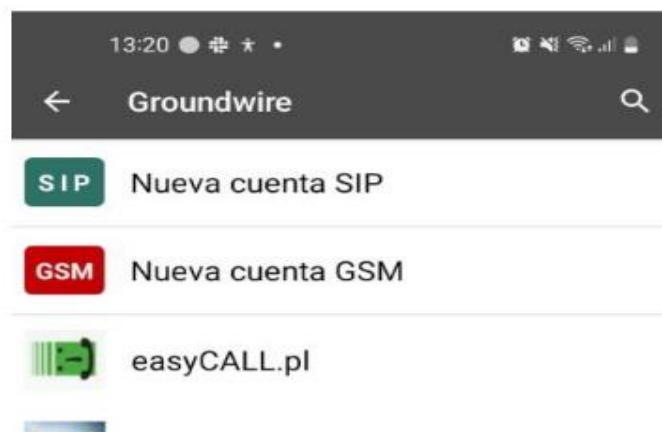 13:20
Groundwire
SIP Nueva cuenta SIP
GSM Nueva cuenta GSM
easyCALL.pl